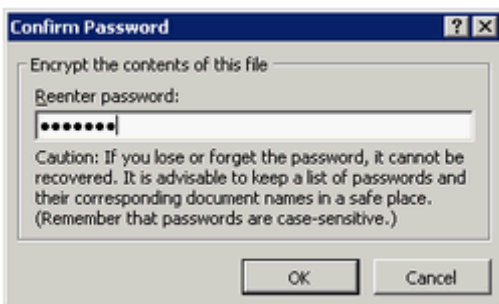 Confirm Password
Encrypt the contents of this file
Reenter password:
●●●●●●●
Caution: If you lose or forget the password, it cannot be
recovered. It is advisable to keep a list of passwords and
their corresponding document names in a safe place.
(Remember that passwords are case-sensitive.)
OK
Cancel